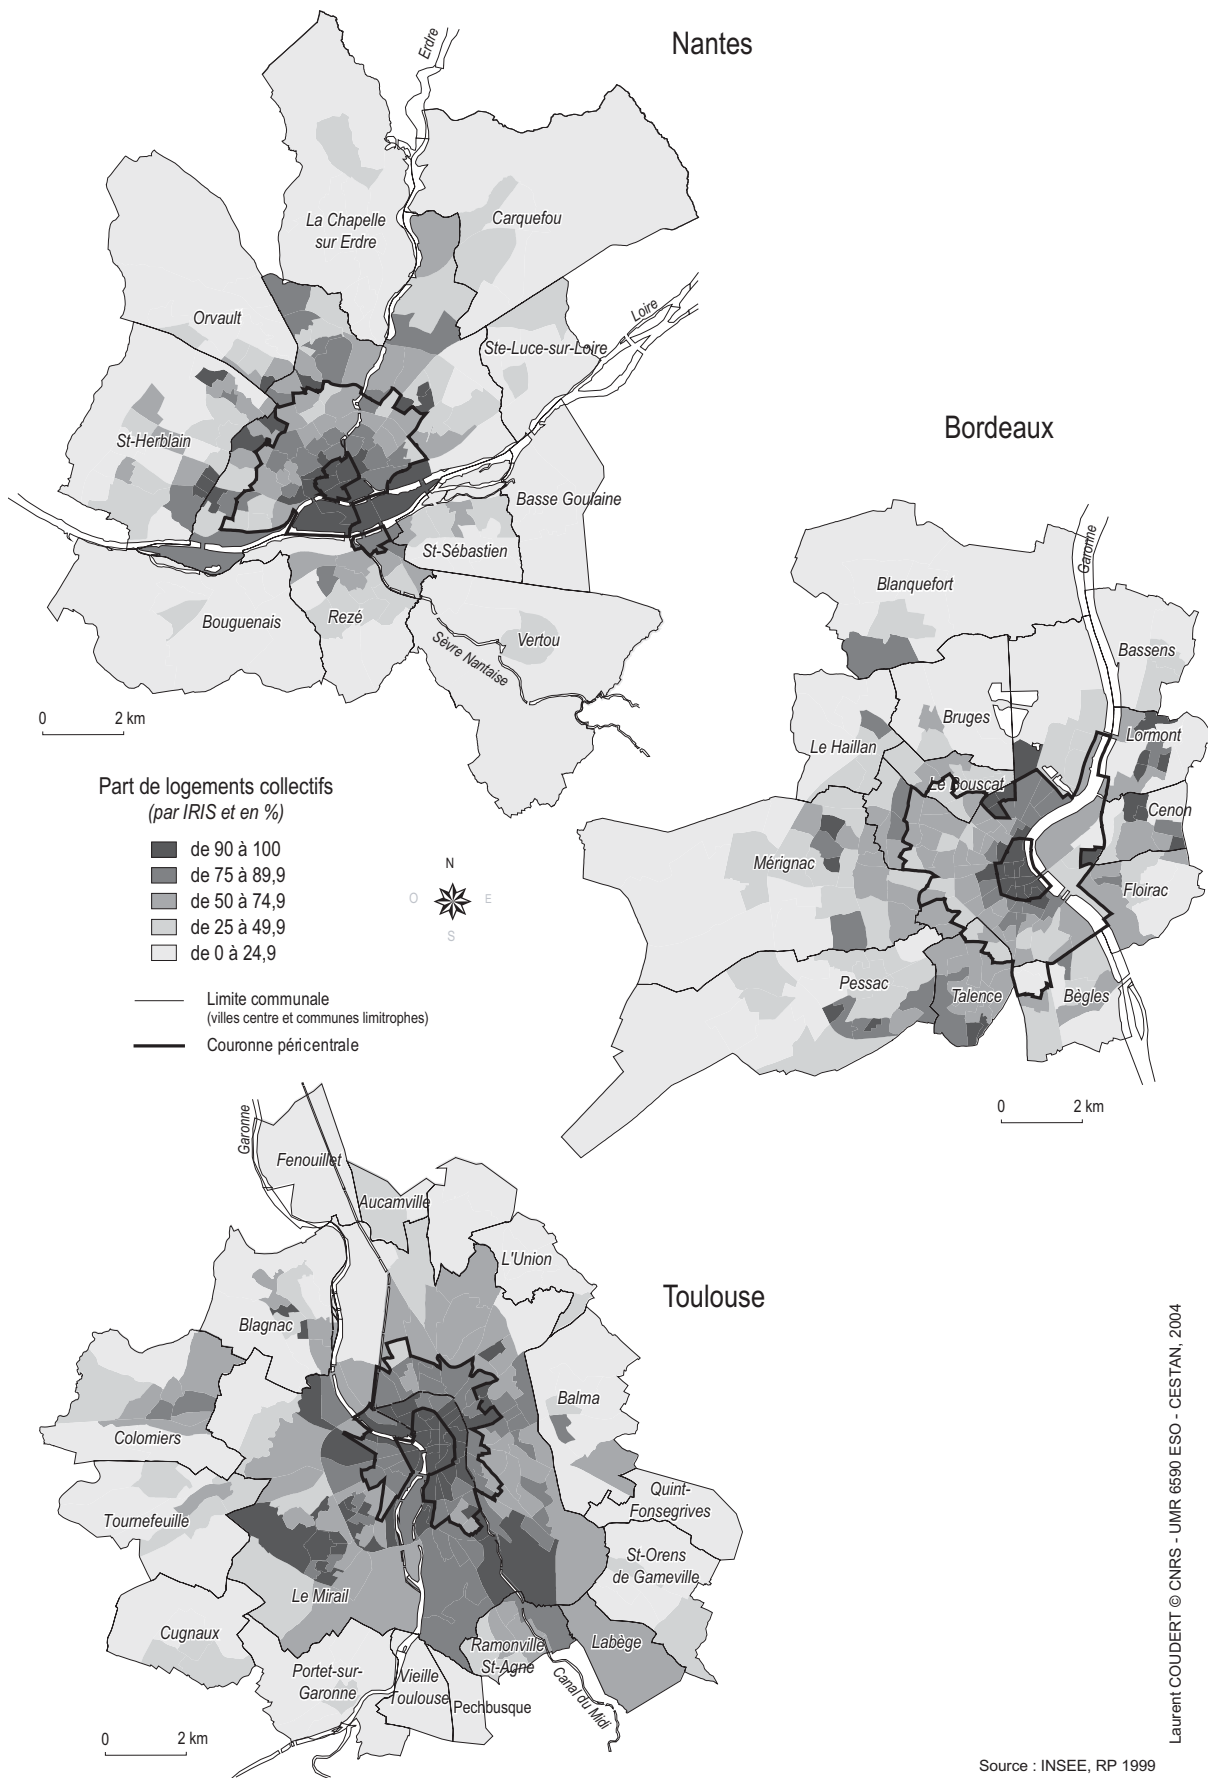 Nantes
Erdre
La Chapelle
sur Erdre
Carquefou
Orvault
Loire
Ste-Luce-sur-Loire
St-Herblain
Basse Goulaine
St-Sébastien
Bouguenais
Rezé
Vertou
Sèvre Nantaise
0 2 km
Bordeaux
Garonne
Blanquefort
Bassens
Bruges
Lormont
Le Haillan
Le Bouscat
Cenon
Mérignac
Floirac
Pessac
Talence
Bègles
0 2 km
Part de logements collectifs
(par IRIS et en %)
de 90 à 100
de 75 à 89,9
de 50 à 74,9
de 25 à 49,9
de 0 à 24,9
Limite communale
(villes centre et communes limitrophes)
Couronne péricentrale
N
O E
S
Toulouse
Garonne
Fenouillet
Aucamville
L'Union
Blagnac
Balma
Colomiers
Quint-
Fonsegrives
Tournefeuille
St-Orens
de Gameville
Le Mirail
Cugnaux
Ramonville
St-Agne
Labège
Portet-sur-
Garonne
Vieille
Toulouse
Pechbusque
Canal du Midi
0 2 km
Laurent COUDERT © CNRS - UMR 6590 ESO - CESTAN, 2004
Source : INSEE, RP 1999